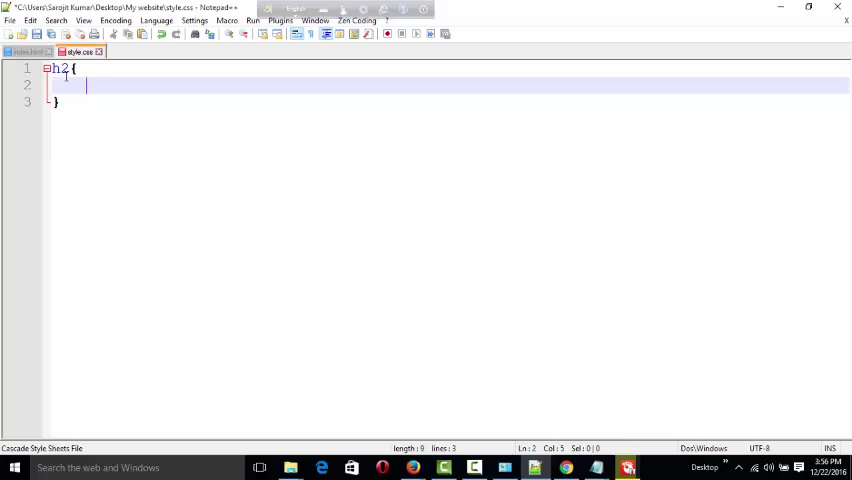 *C:\Users\Sarojit Kumar\Desktop\My website\style.css - Notepad++
English
File Edit Search View Encoding Language Settings Macro Run Plugins Window Zen Coding ? X
index.html style.css
1 h2{
2
3 }
Cascade Style Sheets File length : 9 lines : 3 Ln : 2 Col : 5 Sel : 0 | 0 Dos\Windows UTF-8 INS
Search the web and Windows Desktop 3:56 PM
12/22/2016